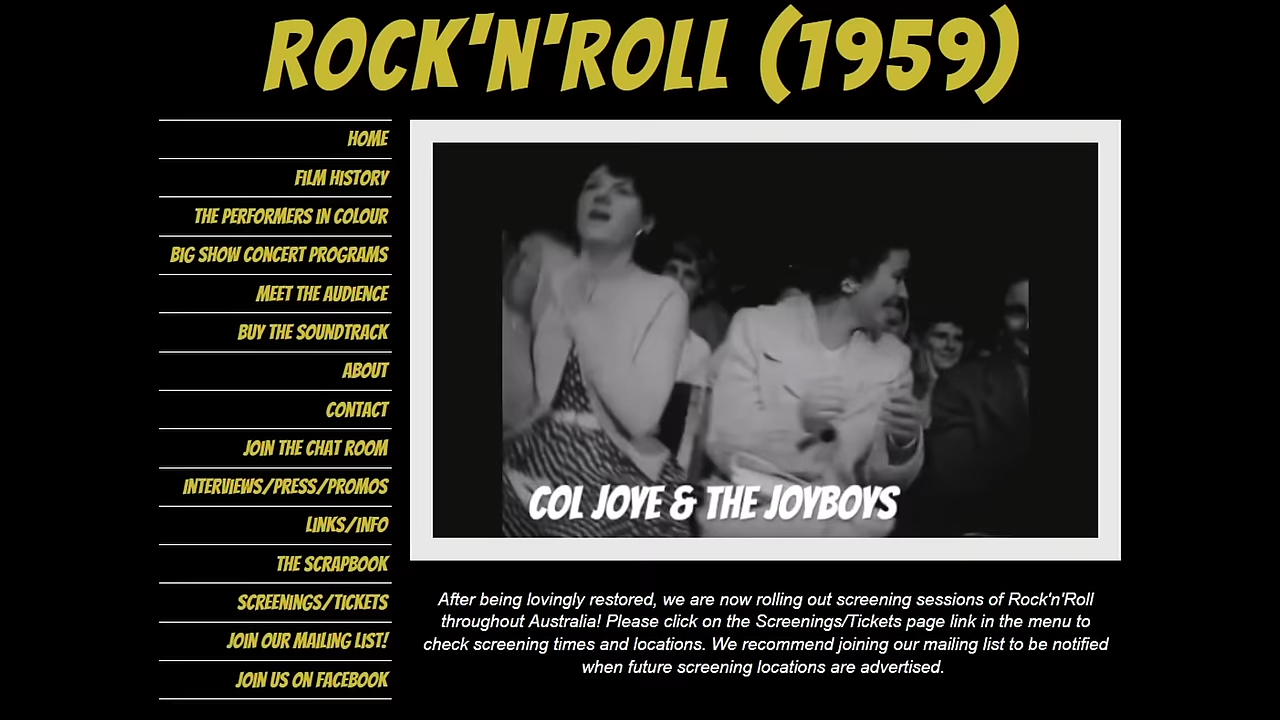 ROCK'N'ROLL (1959)
HOME
FILM HISTORY
THE PERFORMERS IN COLOUR
BIG SHOW CONCERT PROGRAMS
MEET THE AUDIENCE
BUY THE SOUNDTRACK
ABOUT
CONTACT
JOIN THE CHAT ROOM
INTERVIEWS/PRESS/PROMOS
LINKS/INFO
THE SCRAPBOOK
SCREENINGS/TICKETS
JOIN OUR MAILING LIST!
JOIN US ON FACEBOOK
COL JOYE & THE JOYBOYS
After being lovingly restored, we are now rolling out screening sessions of Rock'n'Roll
throughout Australia! Please click on the Screenings/Tickets page link in the menu to
check screening times and locations. We recommend joining our mailing list to be notified
when future screening locations are advertised.